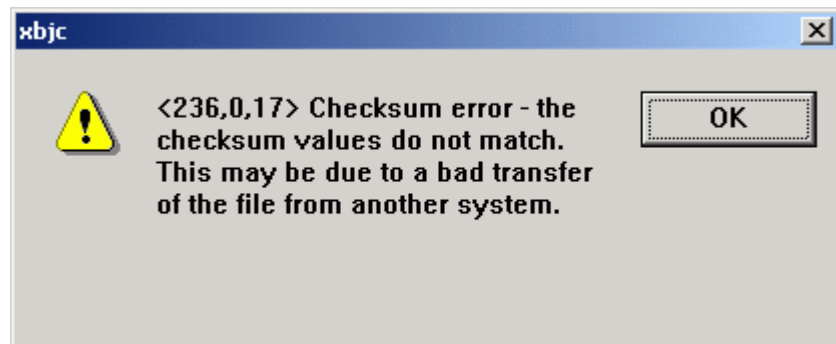 xbjc
<236,0,17> Checksum error - the
checksum values do not match.
This may be due to a bad transfer
of the file from another system.
OK